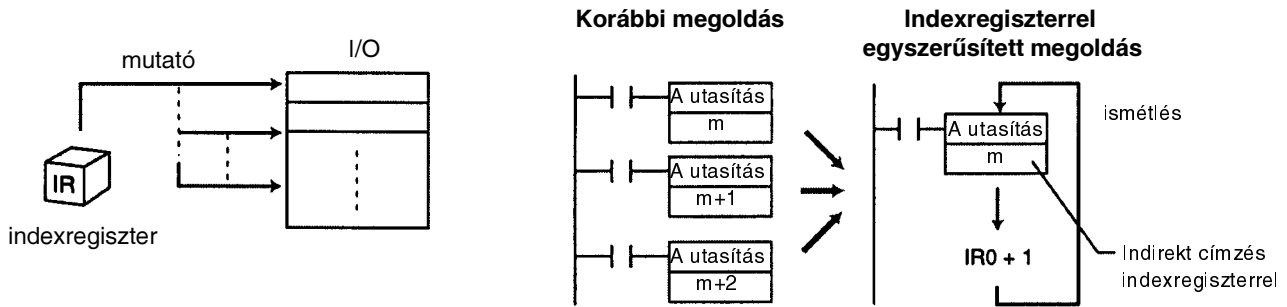 mutató
I/O
IR
indexregiszter
Korábbi megoldás
A utasítás
m
A utasítás
m+1
A utasítás
m+2
Indexregiszterrel
egyszerűsített megoldás
A utasítás
m
ismétlés
IR0 + 1
Indirekt címzés
indexregiszterrel